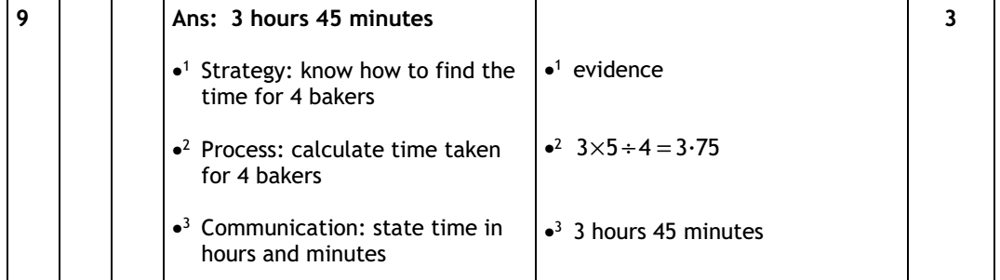 9 Ans: 3 hours 45 minutes 3
•¹ Strategy: know how to find the •¹ evidence
time for 4 bakers
•² Process: calculate time taken •² 3×5÷4=3·75
for 4 bakers
•³ Communication: state time in •³ 3 hours 45 minutes
hours and minutes